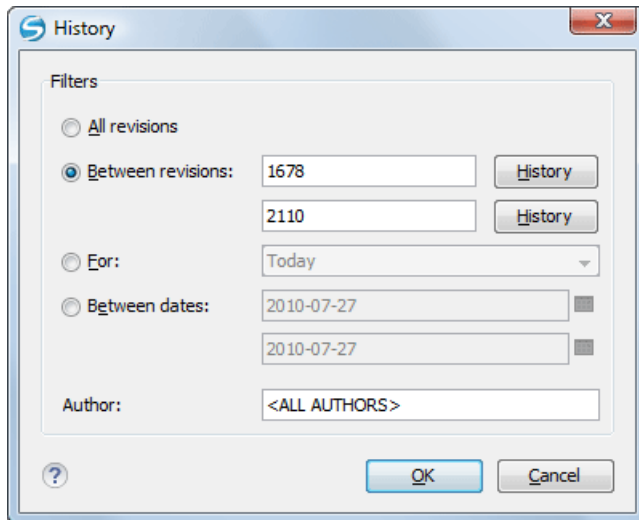 History
Filters
All revisions
Between revisions: 1678 History
2110 History
For: Today
Between dates: 2010-07-27
2010-07-27
Author: <ALL AUTHORS>
? OK Cancel